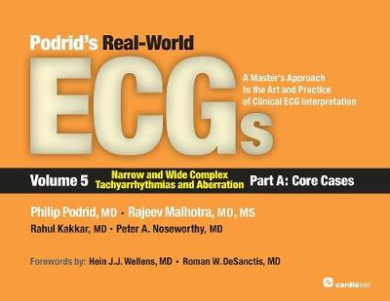 Podrid's Real-World
ECGs
A Master's Approach
to the Art and Practice
of Clinical ECG Interpretation
Volume 5
Narrow and Wide Complex
Tachyarrhythmias and Aberration
Part A: Core Cases
Philip Podrid, MD • Rajeev Malhotra, MD, MS
Rahul Kakkar, MD • Peter A. Noseworthy, MD
Forewords by: Hein J.J. Wellens, MD • Roman W. DeSanctis, MD
cardiotext